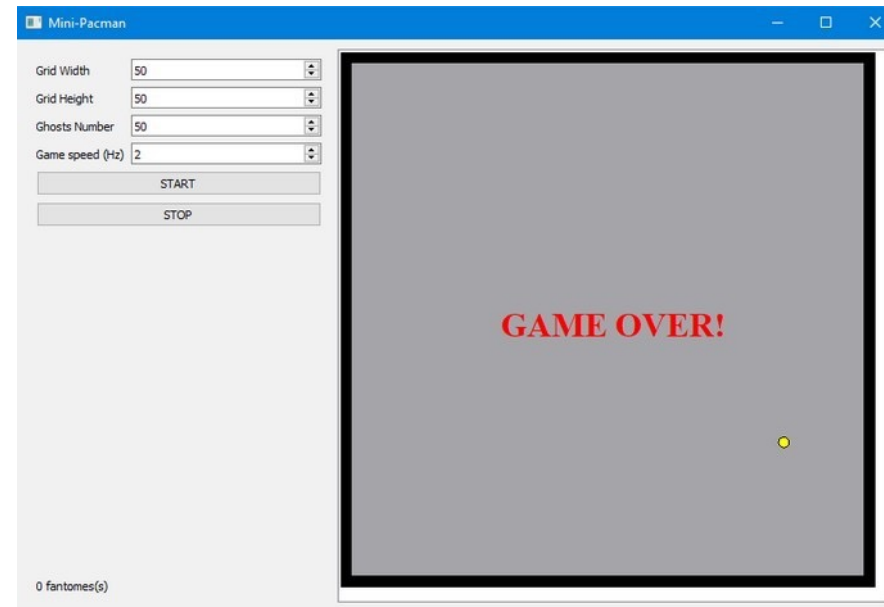 Mini-Pacman
Grid Width 50
Grid Height 50
Ghosts Number 50
Game speed (Hz) 2
START
STOP
GAME OVER!
0 fantomes(s)